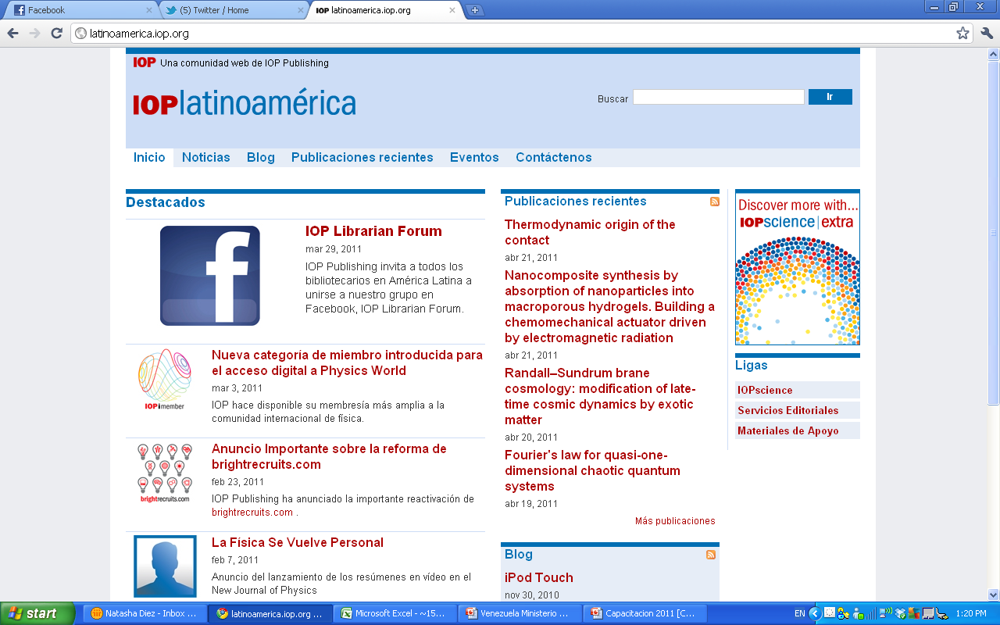 Facebook
(5) Twitter / Home
IOP latinoamerica.iop.org
latinoamerica.iop.org
IOP Una comunidad web de IOP Publishing
IOPlatinoamérica
Buscar
Ir
Inicio Noticias Blog Publicaciones recientes Eventos Contáctenos
Destacados
IOP Librarian Forum
mar 29, 2011
IOP Publishing invita a todos los
bibliotecarios en América Latina a
unirse a nuestro grupo en
Facebook, IOP Librarian Forum.
IOPimember
Nueva categoría de miembro introducida para
el acceso digital a Physics World
mar 3, 2011
IOP hace disponible su membresía más amplia a la
comunidad internacional de física.
brightrecruits.com
Anuncio Importante sobre la reforma de
brightrecruits.com
feb 23, 2011
IOP Publishing ha anunciado la importante reactivación de
brightrecruits.com .
La Física Se Vuelve Personal
feb 7, 2011
Anuncio del lanzamiento de los resúmenes en vídeo en el
New Journal of Physics
Publicaciones recientes
Thermodynamic origin of the
contact
abr 21, 2011
Nanocomposite synthesis by
absorption of nanoparticles into
macroporous hydrogels. Building a
chemomechanical actuator driven
by electromagnetic radiation
abr 21, 2011
Randall–Sundrum brane
cosmology: modification of late-
time cosmic dynamics by exotic
matter
abr 20, 2011
Fourier's law for quasi-one-
dimensional chaotic quantum
systems
abr 19, 2011
Más publicaciones
Blog
iPod Touch
nov 30, 2010
Discover more with...
IOPscience|extra
Ligas
IOPscience
Servicios Editoriales
Materiales de Apoyo
start
Natasha Diez - Inbox ...
latinoamerica.iop.org ...
Microsoft Excel - ~15...
Venezuela Ministerio ...
Capacitacion 2011 [C...
EN
1:20 PM